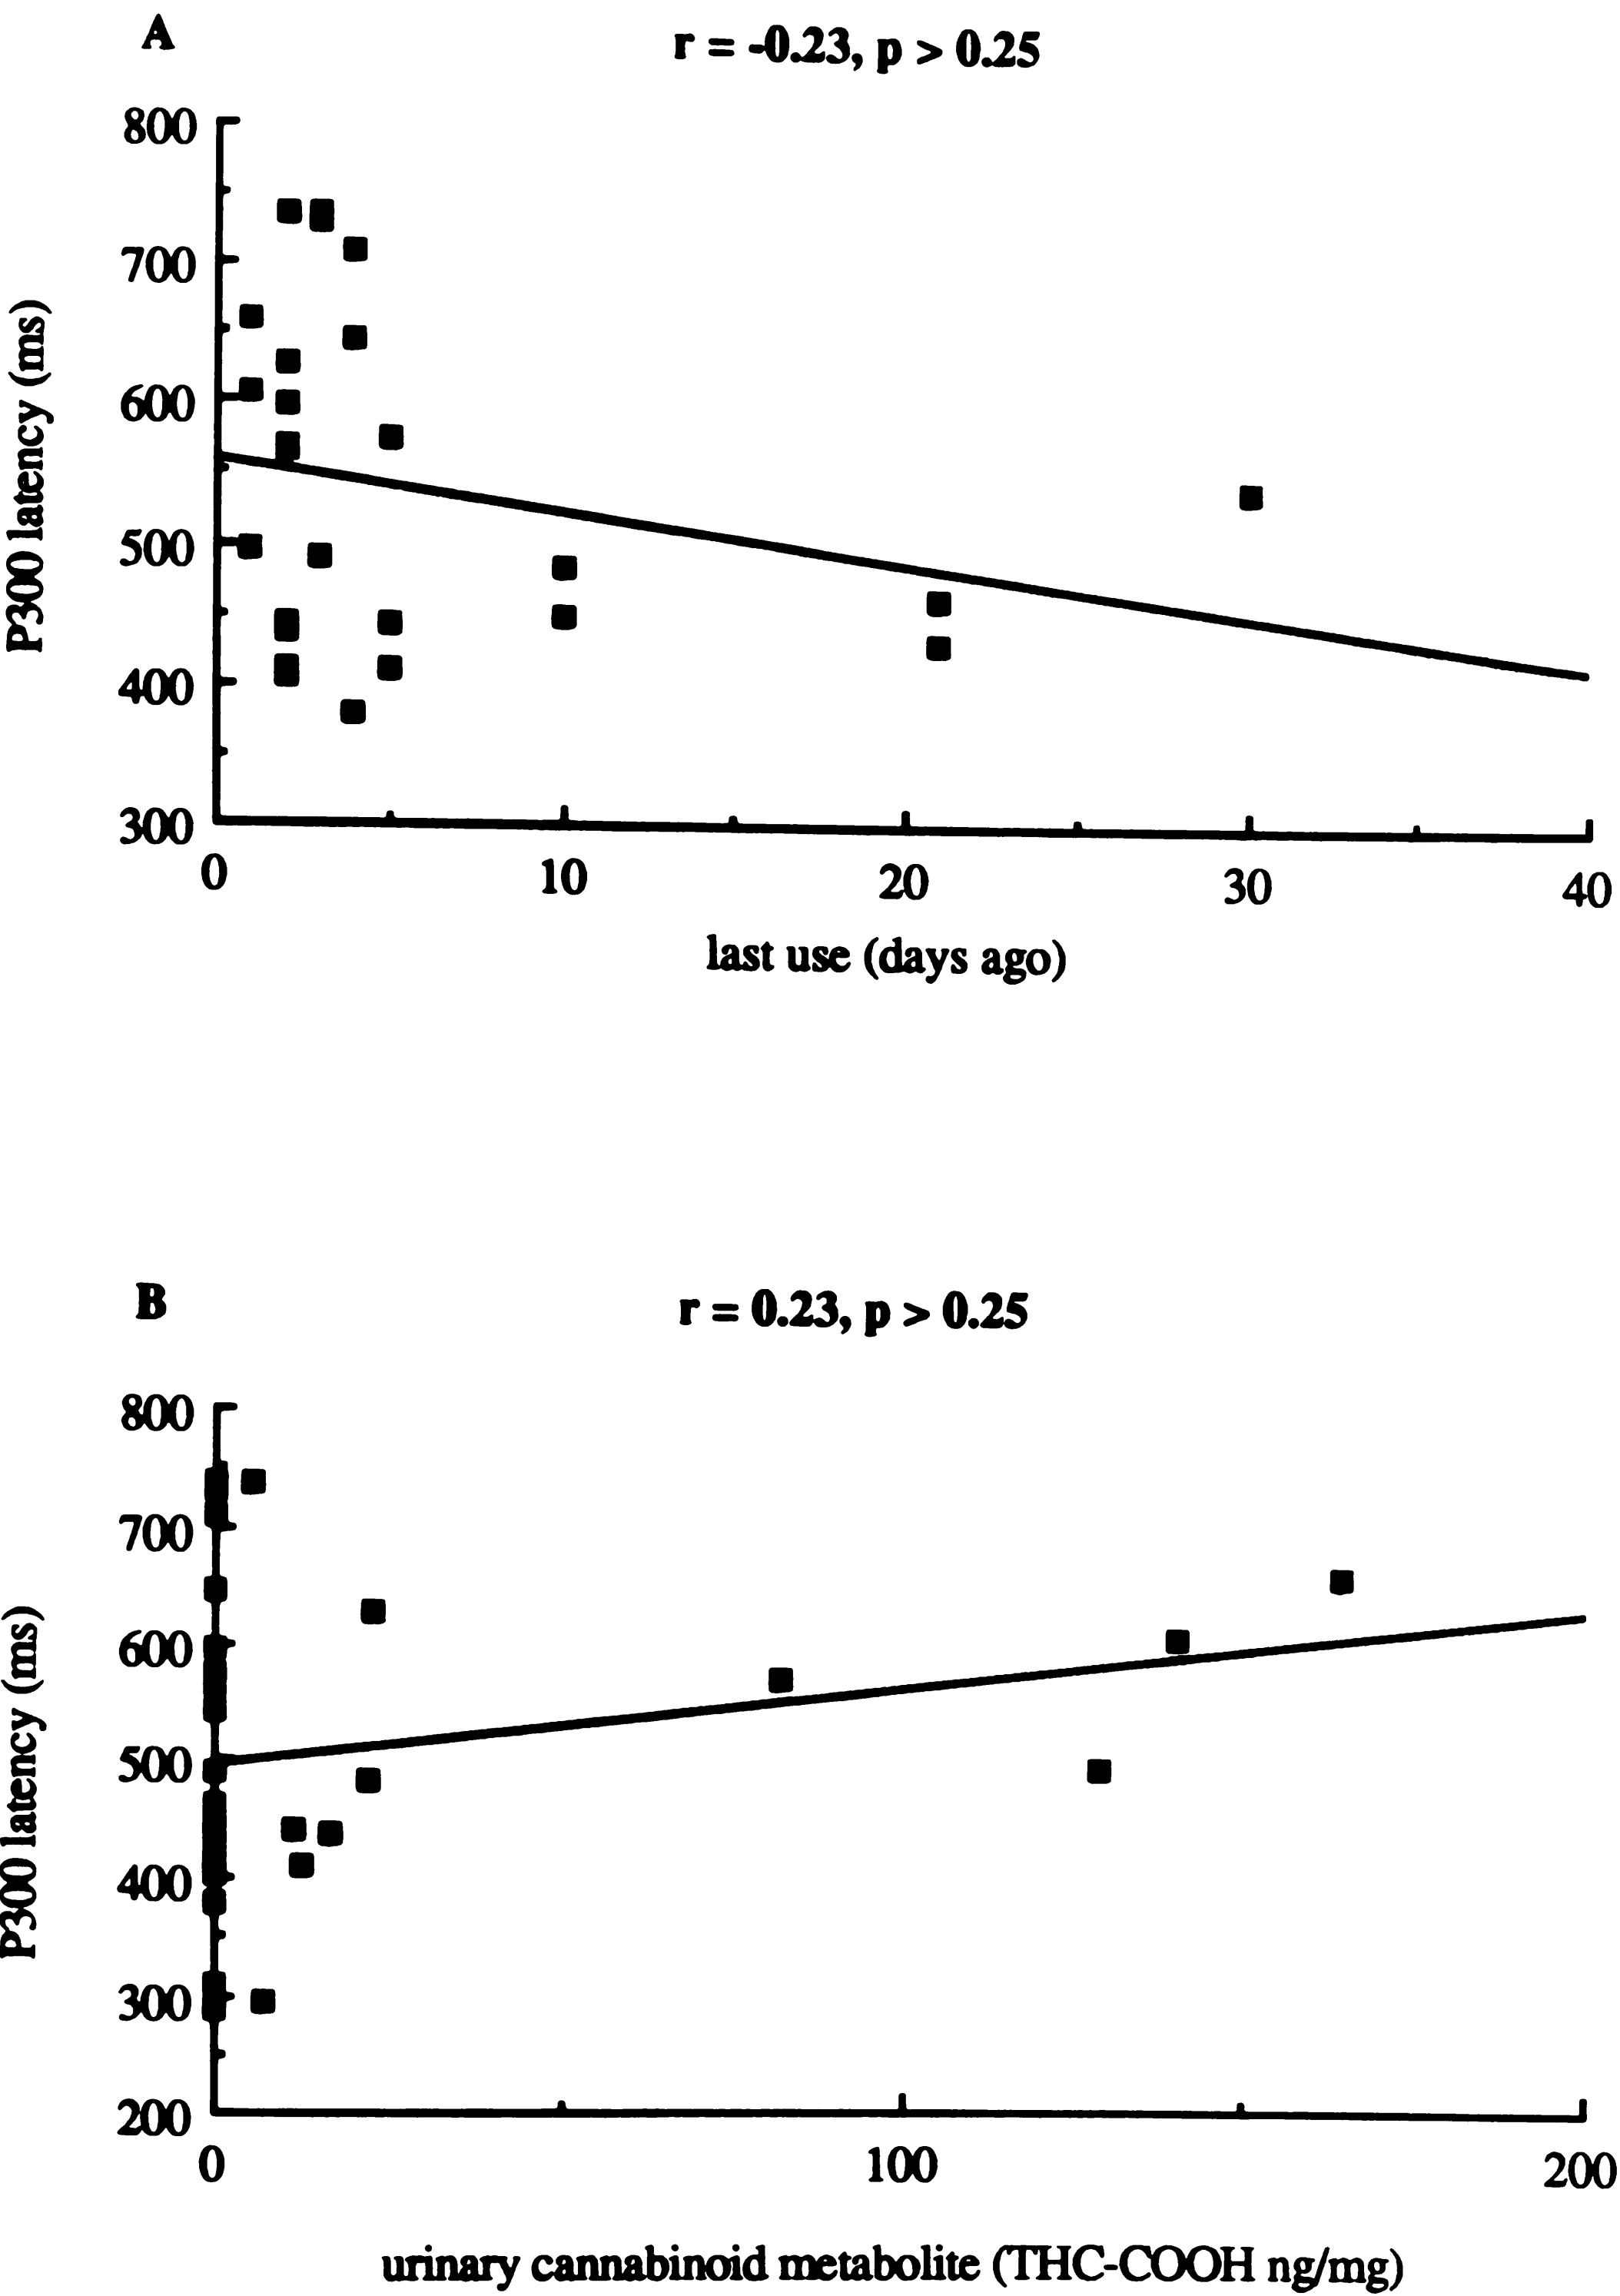 A
r = -0.23, p > 0.25
800
700
600
500
400
300
P300 latency (ms)
0 10 20 30 40
last use (days ago)
B
r = 0.23, p > 0.25
800
700
600
500
400
300
200
P300 latency (ms)
0 100 200
urinary cannabinoid metabolite (THC-COOH ng/mg)